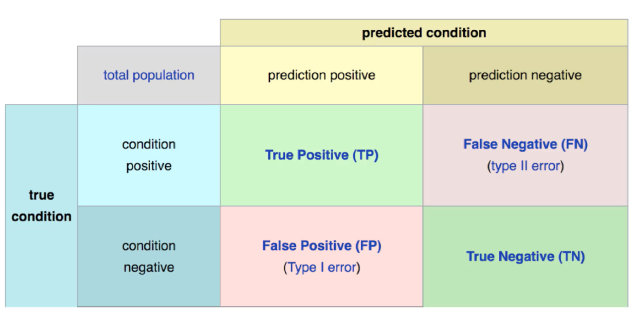 predicted condition
total population
prediction positive
prediction negative
true
condition
condition
positive
True Positive (TP)
False Negative (FN)
(type II error)
condition
negative
False Positive (FP)
(Type I error)
True Negative (TN)